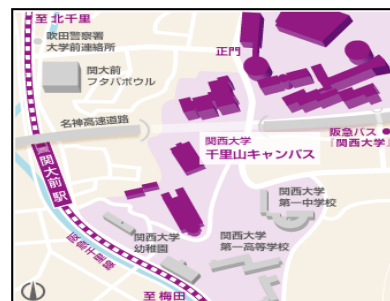 至北千里
吹田警察署
大学前連絡所
正門
関大前
フタバボウル
名神高速道路
関西大学
千里山キャンパス
阪急バス
「関西大学」
関大前駅
関西大学
第一中学校
関西大学
幼稚園
関西大学
第一高等学校
阪急千里線
至梅田